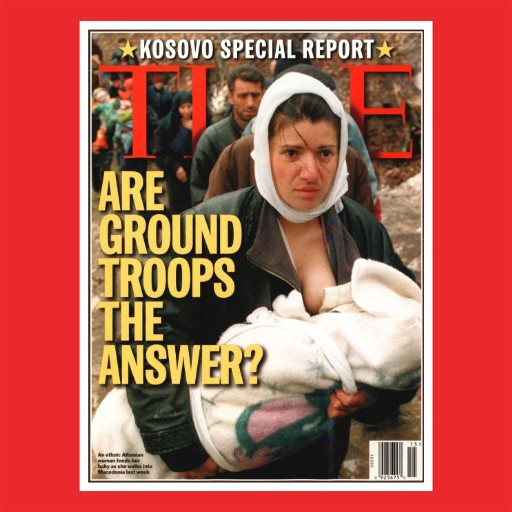 ★KOSOVO SPECIAL REPORT★
TIME
ARE
GROUND
TROOPS
THE
ANSWER?
An ethnic Albanian
woman feeds her
baby as she walks into
Macedonia last week